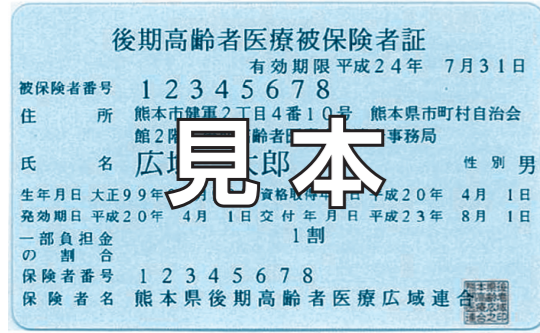 後期高齢者医療被保険者証
有効期限 平成24年 7月31日
被保険者番号 12345678
住所 熊本市健軍2丁目4番10号 熊本県市町村自治会
館2階 齢者医 事務局
氏名 広 太郎 性別 男
生年月日 大正99年 資格取得年 日 平成20年 4月 1日
発効期日 平成20年 4月 1日 交付年月日 平成23年 8月 1日
一部負担金
の割合 1割
保険者番号 12345678
保険者名 熊本県後期高齢者医療広域連合
見本